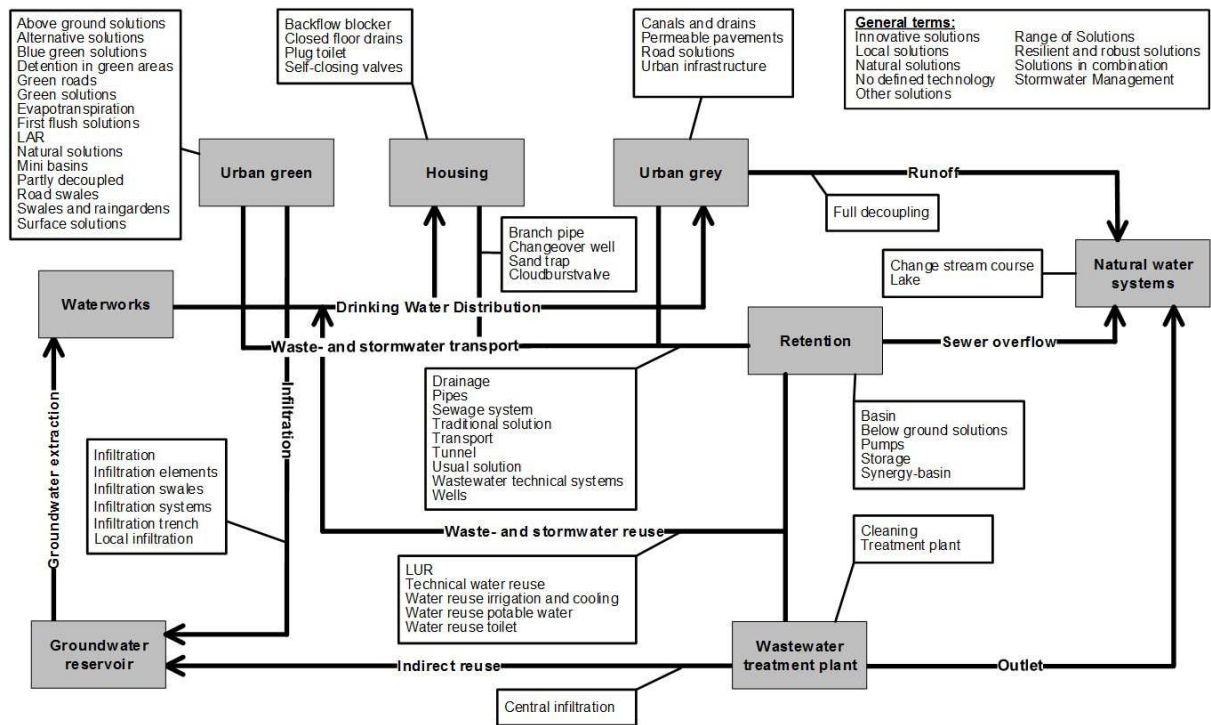 Above ground solutions
Alternative solutions
Blue green solutions
Detention in green areas
Green roads
Green solutions
Evapotranspiration
First flush solutions
LAR
Natural solutions
Mini basins
Partly decoupled
Road swales
Swales and raingardens
Surface solutions
Backflow blocker
Closed floor drains
Plug toilet
Self-closing valves
Canals and drains
Permeable pavements
Road solutions
Urban infrastructure
General terms:
Innovative solutions
Local solutions
Natural solutions
No defined technology
Other solutions
Range of Solutions
Resilient and robust solutions
Solutions in combination
Stormwater Management
Urban green
Housing
Urban grey
Runoff
Full decoupling
Branch pipe
Changeover well
Sand trap
Cloudburstvalve
Change stream course
Lake
Natural water
systems
Waterworks
Drinking Water Distribution
Waste- and stormwater transport
Retention
Sewer overflow
Drainage
Pipes
Sewage system
Traditional solution
Transport
Tunnel
Usual solution
Wastewater technical systems
Wells
Basin
Below ground solutions
Pumps
Storage
Synergy-basin
Groundwater extraction
Infiltration
Infiltration
Infiltration elements
Infiltration swales
Infiltration systems
Infiltration trench
Local infiltration
Waste- and stormwater reuse
Cleaning
Treatment plant
LUR
Technical water reuse
Water reuse irrigation and cooling
Water reuse potable water
Water reuse toilet
Groundwater
reservoir
Indirect reuse
Wastewater
treatment plant
Outlet
Central infiltration